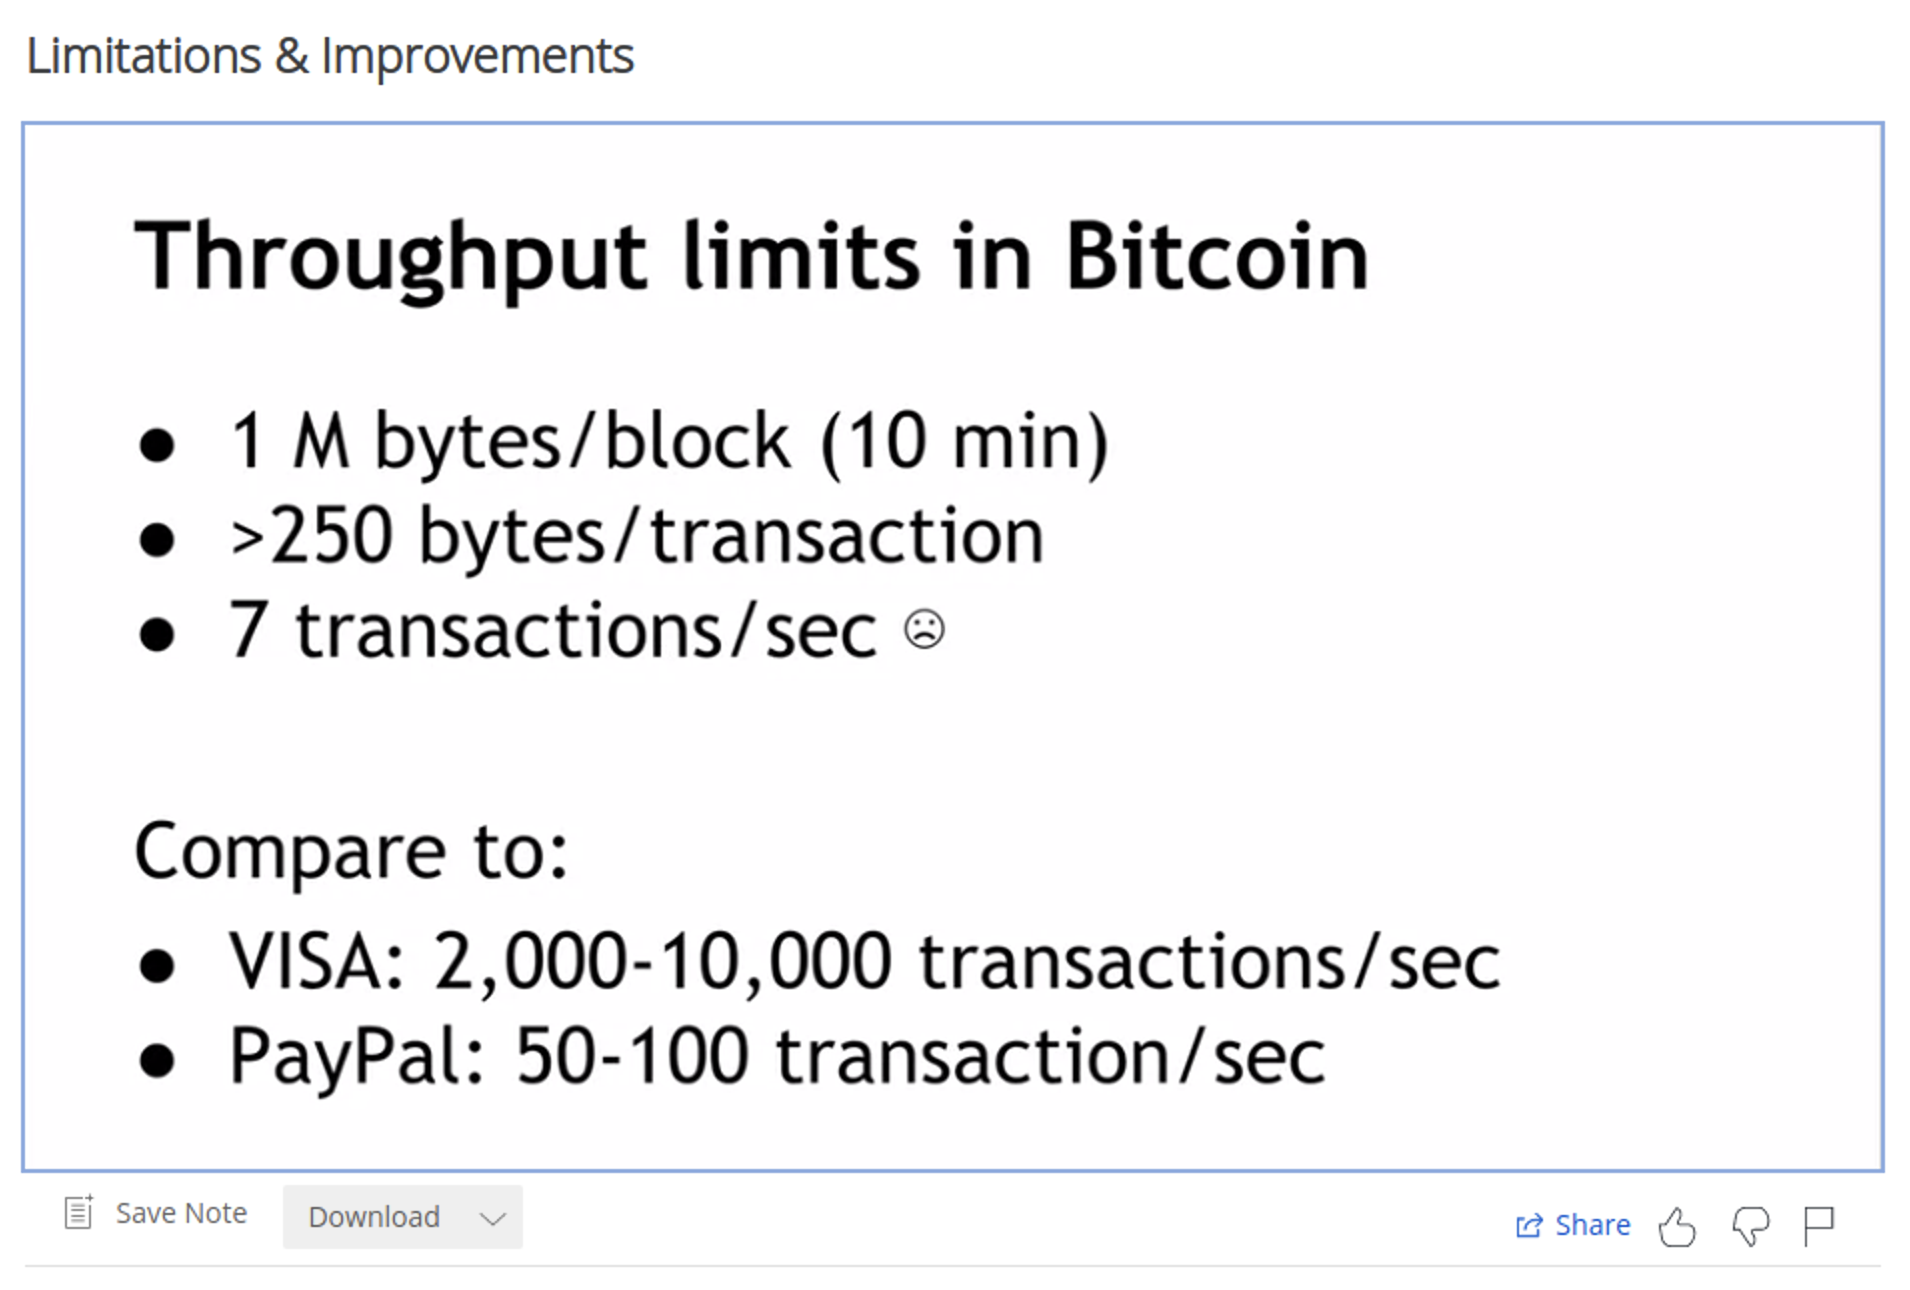 Limitations & Improvements
Throughput limits in Bitcoin
● 1 M bytes/block (10 min)
● >250 bytes/transaction
● 7 transactions/sec ☹
Compare to:
● VISA: 2,000-10,000 transactions/sec
● PayPal: 50-100 transaction/sec
Save Note Download Share